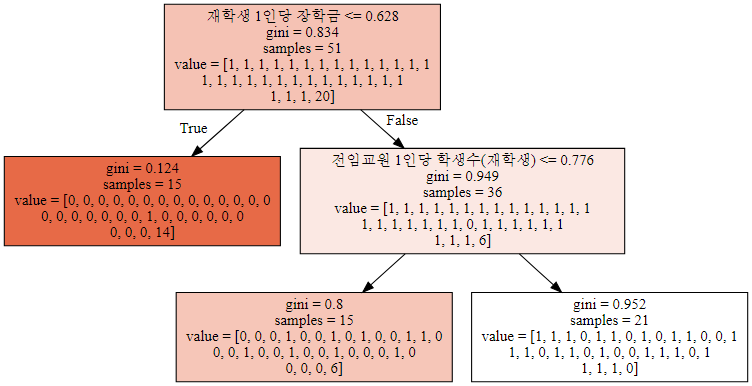 재학생 1인당 장학금 <= 0.628
gini = 0.834
samples = 51
value = [1, 1, 1, 1, 1, 1, 1, 1, 1, 1, 1, 1, 1, 1
1, 1, 1, 1, 1, 1, 1, 1, 1, 1, 1, 1, 1, 1
1, 1, 1, 20]
True
False
gini = 0.124
samples = 15
value = [0, 0, 0, 0, 0, 0, 0, 0, 0, 0, 0, 0, 0, 0
0, 0, 0, 0, 0, 0, 0, 1, 0, 0, 0, 0, 0, 0
0, 0, 0, 14]
전임교원 1인당 학생수(재학생) <= 0.776
gini = 0.949
samples = 36
value = [1, 1, 1, 1, 1, 1, 1, 1, 1, 1, 1, 1, 1, 1
1, 1, 1, 1, 1, 1, 1, 0, 1, 1, 1, 1, 1, 1
1, 1, 1, 6]
gini = 0.8
samples = 15
value = [0, 0, 0, 1, 0, 0, 1, 0, 1, 0, 0, 1, 1, 0
0, 0, 1, 0, 0, 1, 0, 0, 1, 0, 0, 0, 1, 0
0, 0, 0, 6]
gini = 0.952
samples = 21
value = [1, 1, 1, 0, 1, 1, 0, 1, 0, 1, 1, 0, 0, 1
1, 1, 0, 1, 1, 0, 1, 0, 0, 1, 1, 1, 0, 1
1, 1, 1, 0]